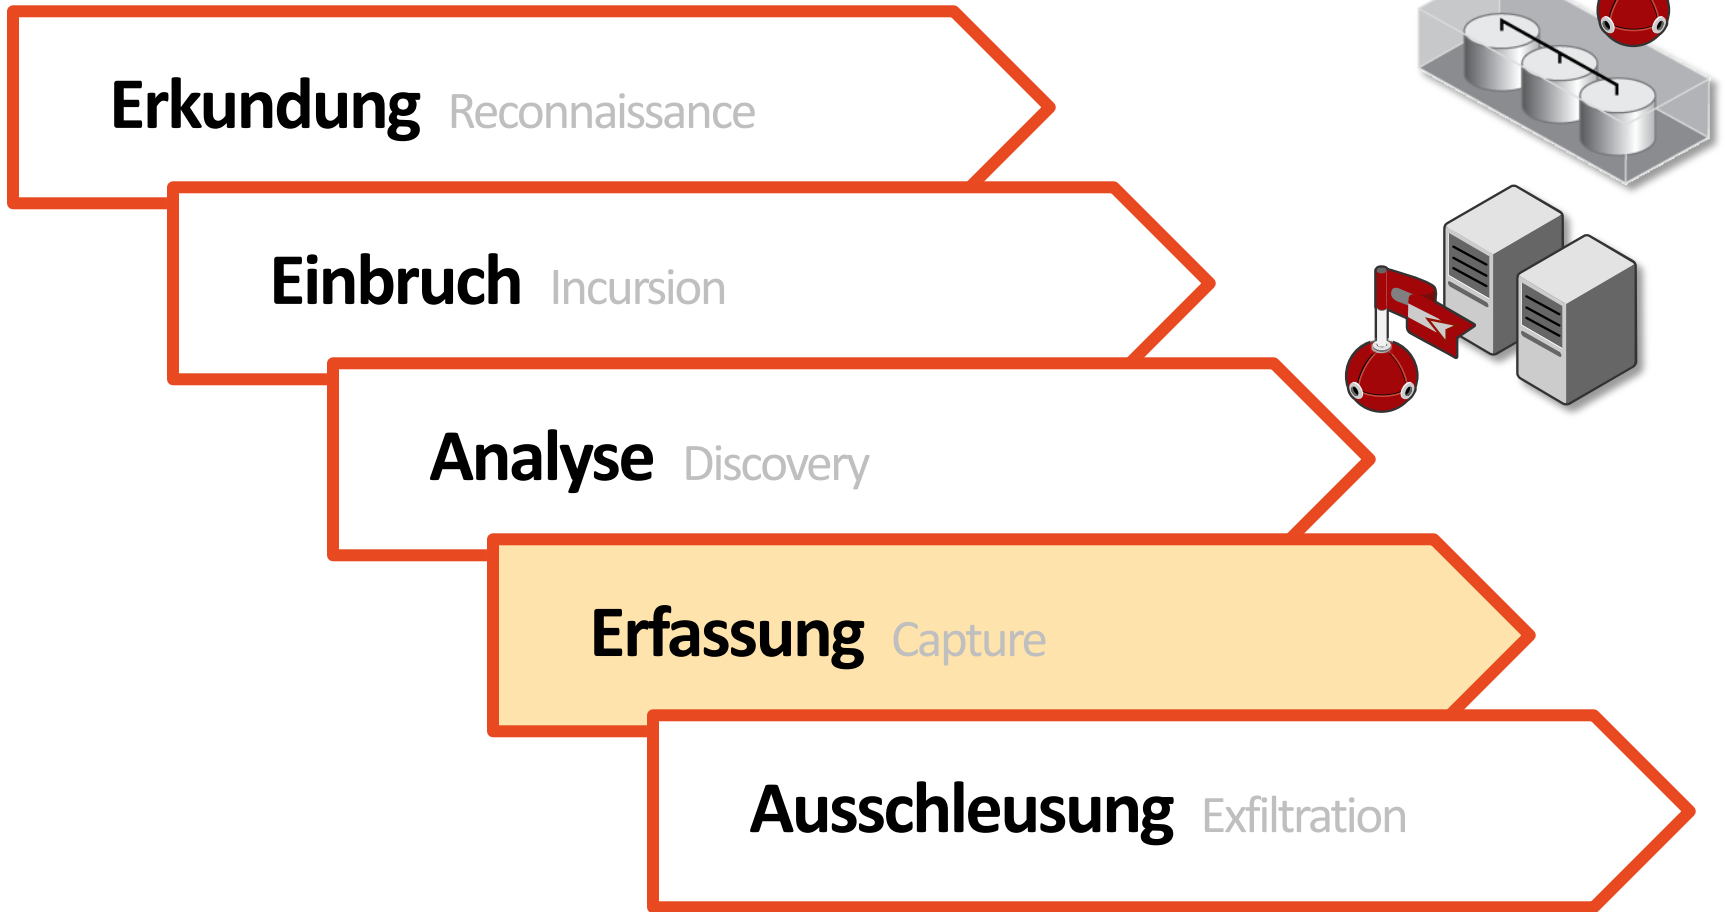 Erkundung Reconnaissance
Einbruch Incursion
Analyse Discovery
Erfassung Capture
Ausschleusung Exfiltration